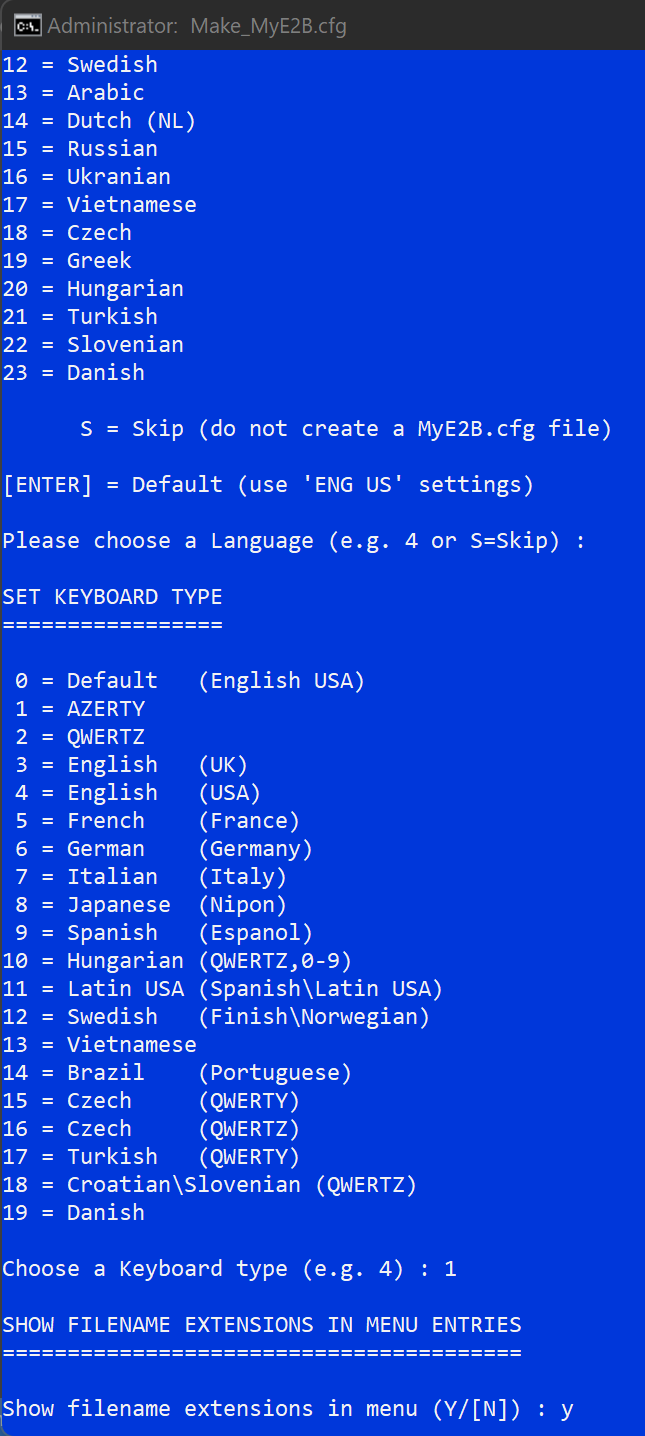 Administrator:  Make_MyE2B.cfg
12 = Swedish
13 = Arabic
14 = Dutch (NL)
15 = Russian
16 = Ukranian
17 = Vietnamese
18 = Czech
19 = Greek
20 = Hungarian
21 = Turkish
22 = Slovenian
23 = Danish
      S = Skip (do not create a MyE2B.cfg file)
[ENTER] = Default (use 'ENG US' settings)
Please choose a Language (e.g. 4 or S=Skip) :
SET KEYBOARD TYPE
=================
 0 = Default   (English USA)
 1 = AZERTY
 2 = QWERTZ
 3 = English   (UK)
 4 = English   (USA)
 5 = French    (France)
 6 = German    (Germany)
 7 = Italian   (Italy)
 8 = Japanese  (Nipon)
 9 = Spanish   (Espanol)
10 = Hungarian (QWERTZ,0-9)
11 = Latin USA (Spanish\Latin USA)
12 = Swedish   (Finish\Norwegian)
13 = Vietnamese
14 = Brazil    (Portuguese)
15 = Czech     (QWERTY)
16 = Czech     (QWERTZ)
17 = Turkish   (QWERTY)
18 = Croatian\Slovenian (QWERTZ)
19 = Danish
Choose a Keyboard type (e.g. 4) : 1
SHOW FILENAME EXTENSIONS IN MENU ENTRIES
========================================
Show filename extensions in menu (Y/[N]) : y